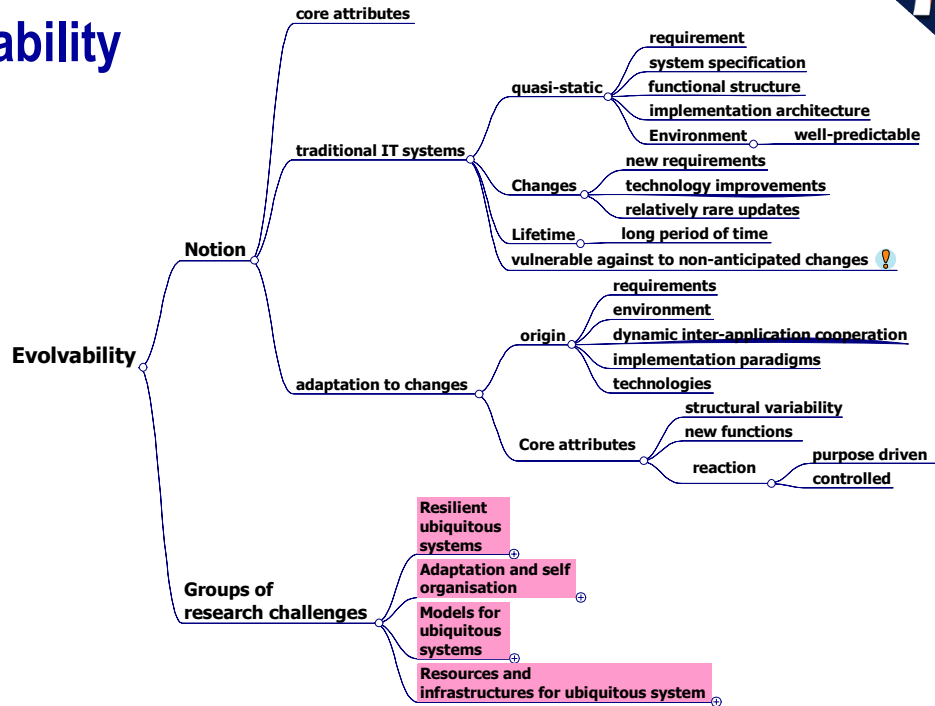 ability
core attributes
requirement
system specification
quasi-static
functional structure
implementation architecture
Environment
well-predictable
traditional IT systems
new requirements
Changes
technology improvements
relatively rare updates
Lifetime
long period of time
Notion
vulnerable against to non-anticipated changes
requirements
environment
origin
dynamic inter-application cooperation
Evolvability
implementation paradigms
adaptation to changes
technologies
structural variability
Core attributes
new functions
reaction
purpose driven
controlled
Resilient
ubiquitous
systems
Adaptation and self
organisation
Groups of
research challenges
Models for
ubiquitous
systems
Resources and
infrastructures for ubiquitous system